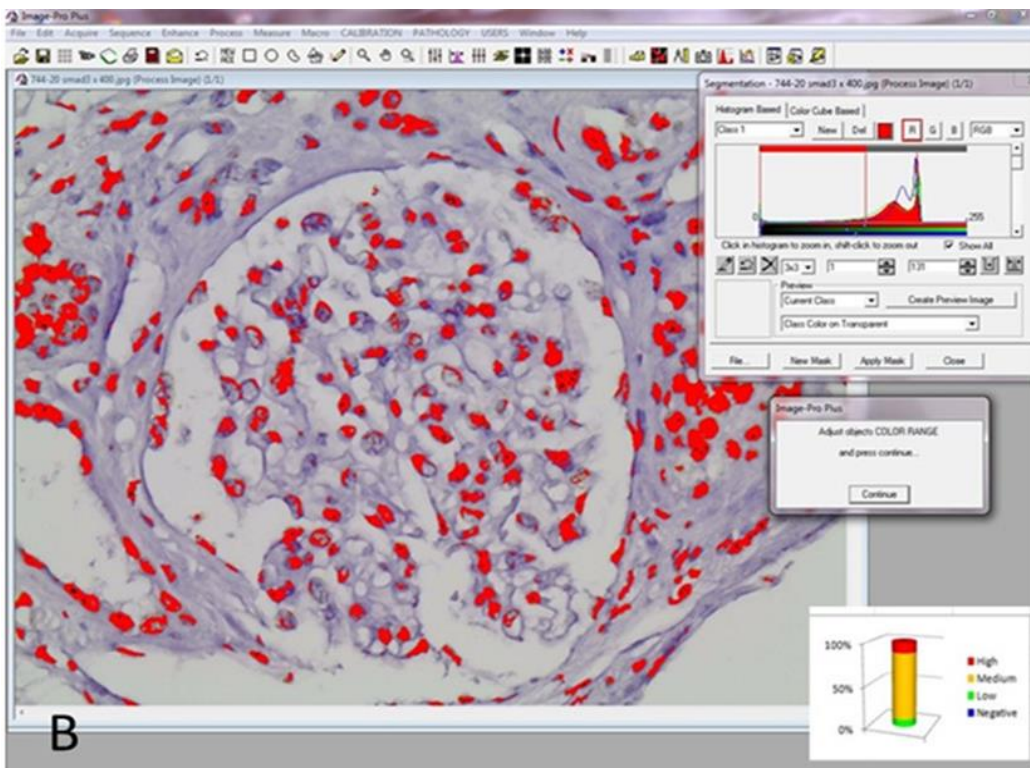 Image-Pro Plus
File Edit Acquire Sequence Enhance Process Measure Macro CALIBRATION PATHOLOGY USERS Window Help
744-20 smad3 x 400.jpg (Process Image) (1/1)
Segmentation - 744-20 smad3 x 400.jpg (Process Image) (1/1)
Histogram Based Color Cube Based
Class 1 New Del R G B RGB
0 255
Click in histogram to zoom in, shift-click to zoom out Show All
3x3 1 131
Preview
Current Class Create Preview Image
Class Color on Transparent
File... New Mask Apply Mask Close
Image-Pro Plus
Adjust objects COLOR RANGE
and press continue...
Continue
100%
50%
0%
High
Medium
Low
Negative
B